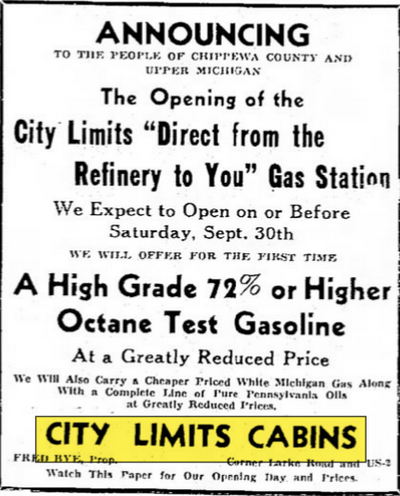 ANNOUNCING
TO THE PEOPLE OF CHIPPEWA COUNTY AND
UPPER MICHIGAN
The Opening of the
City Limits "Direct from the
Refinery to You" Gas Station
We Expect to Open on or Before
Saturday, Sept. 30th
WE WILL OFFER FOR THE FIRST TIME
A High Grade 72% or Higher
Octane Test Gasoline
At a Greatly Reduced Price
We Will Also Carry a Cheaper Priced White Michigan Gas Along
With a Complete Line of Pure Pennsylvania Oils
at Greatly Reduced Prices.
CITY LIMITS CABINS
FRED BYE, Prop. Corner Larke Road and US-2
Watch This Paper for Our Opening Day and Prices.